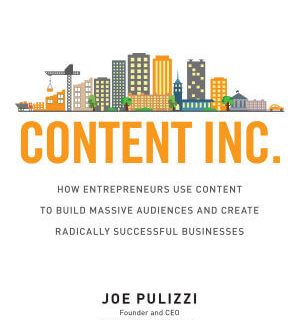 CONTENT INC.
HOW ENTREPRENEURS USE CONTENT
TO BUILD MASSIVE AUDIENCES AND CREATE
RADICALLY SUCCESSFUL BUSINESSES
JOE PULIZZI
Founder and CEO